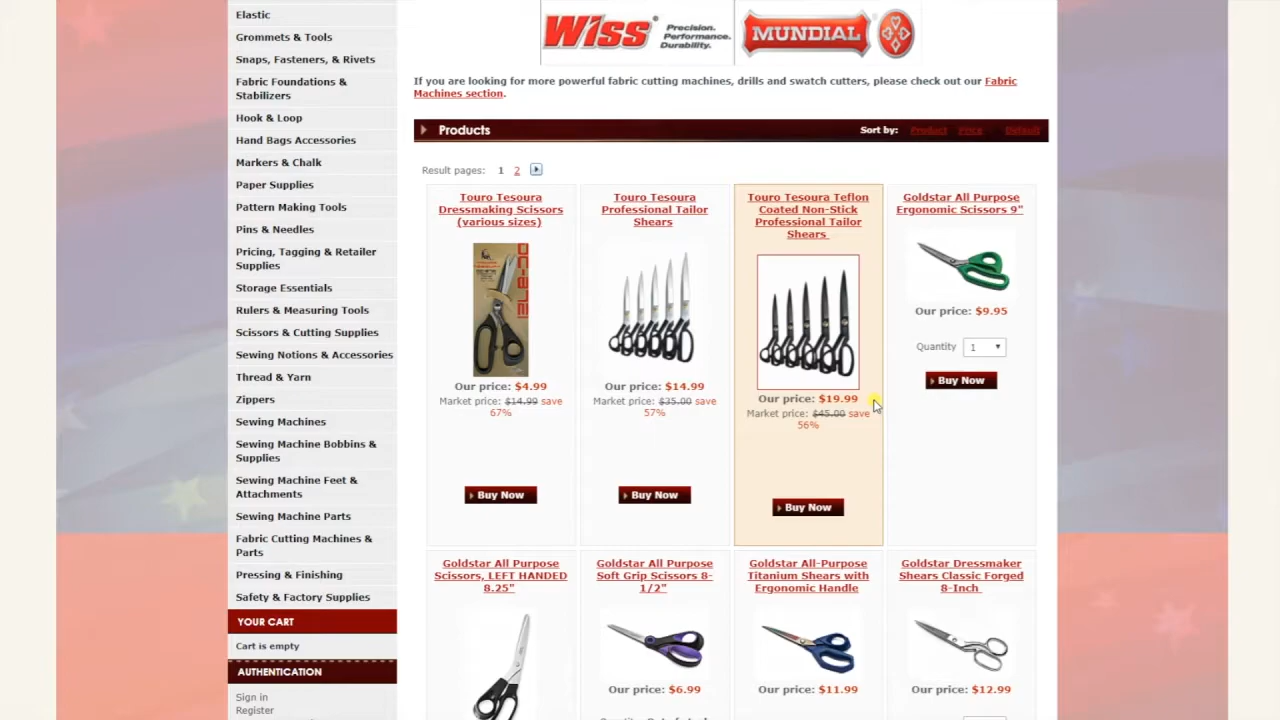 Elastic
Grommets & Tools
Snaps, Fasteners, & Rivets
Fabric Foundations &
Stabilizers
Hook & Loop
Hand Bags Accessories
Markers & Chalk
Paper Supplies
Pattern Making Tools
Pins & Needles
Pricing, Tagging & Retailer
Supplies
Storage Essentials
Rulers & Measuring Tools
Scissors & Cutting Supplies
Sewing Notions & Accessories
Thread & Yarn
Zippers
Sewing Machines
Sewing Machine Bobbins &
Supplies
Sewing Machine Feet &
Attachments
Sewing Machine Parts
Fabric Cutting Machines &
Parts
Pressing & Finishing
Safety & Factory Supplies
YOUR CART
Cart is empty
AUTHENTICATION
Sign in
Register
Wiss Precision.
Performance.
Durability.
MUNDIAL
If you are looking for more powerful fabric cutting machines, drills and swatch cutters, please check out our Fabric
Machines section.
Products Sort by: Product Price Default
Result pages: 1 2
Touro Tesoura
Dressmaking Scissors
(various sizes)
Our price: $4.99
Market price: $14.99 save
67%
Buy Now
Touro Tesoura
Professional Tailor
Shears
Our price: $14.99
Market price: $35.00 save
57%
Buy Now
Touro Tesoura Teflon
Coated Non-Stick
Professional Tailor
Shears
Our price: $19.99
Market price: $45.00 save
56%
Buy Now
Goldstar All Purpose
Ergonomic Scissors 9"
Our price: $9.95
Quantity 1
Buy Now
Goldstar All Purpose
Scissors, LEFT HANDED
8.25"
Goldstar All Purpose
Soft Grip Scissors 8-
1/2"
Our price: $6.99
Goldstar All-Purpose
Titanium Shears with
Ergonomic Handle
Our price: $11.99
Goldstar Dressmaker
Shears Classic Forged
8-Inch
Our price: $12.99